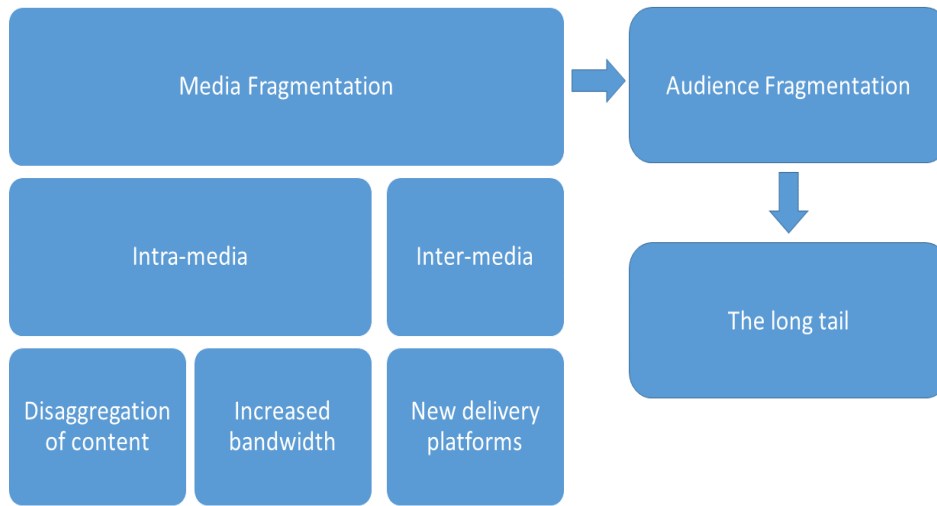 Media Fragmentation
Audience Fragmentation
Intra-media
Inter-media
The long tail
Disaggregation
of content
Increased
bandwidth
New delivery
platforms